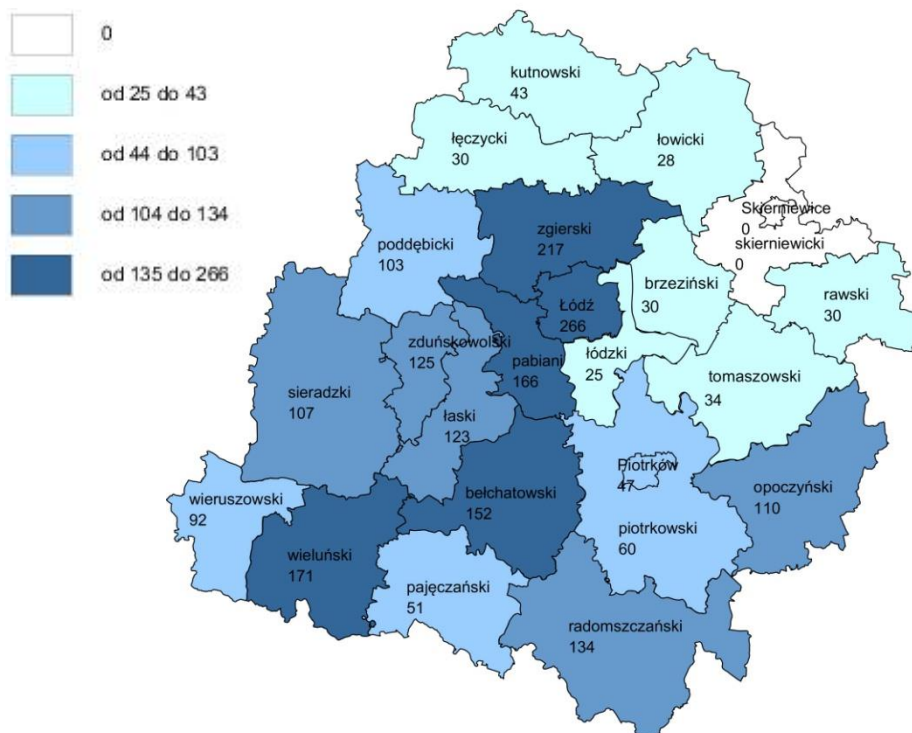 0
od 25 do 43
od 44 do 103
od 104 do 134
od 135 do 266
kutnowski
43
łęczycki
30
łowicki
28
Skierniewice
0
skierniewicki
0
zgierski
217
poddębicki
103
brzeziński
30
rawski
30
Łódź
266
zduńskowolski
125
pabiani
166
łódzki
25
tomaszowski
34
sieradzki
107
łaski
123
Piotrków
47
opoczyński
110
wieruszowski
92
bełchatowski
152
piotrkowski
60
wieluński
171
pajęczański
51
radomszczański
134